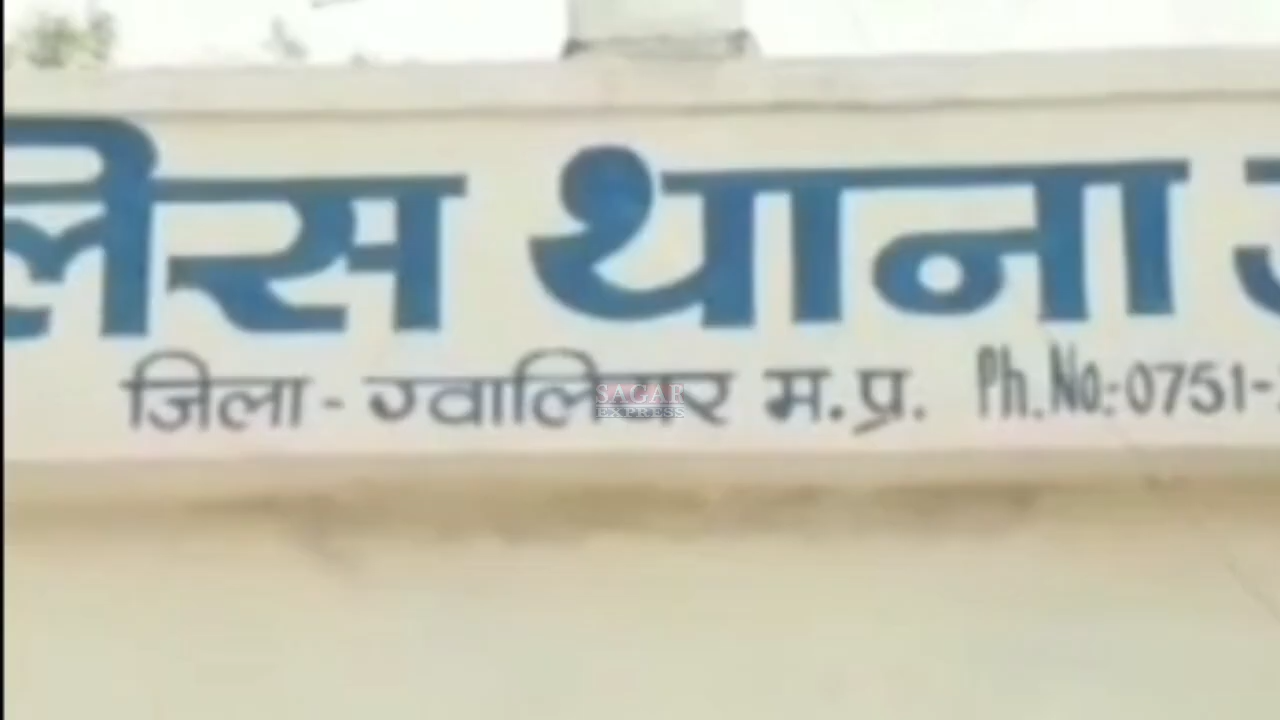 लिस थाना
जिला - ग्वालियर म.प्र. Ph.No:-0751-
SAGAR
EXPRESS